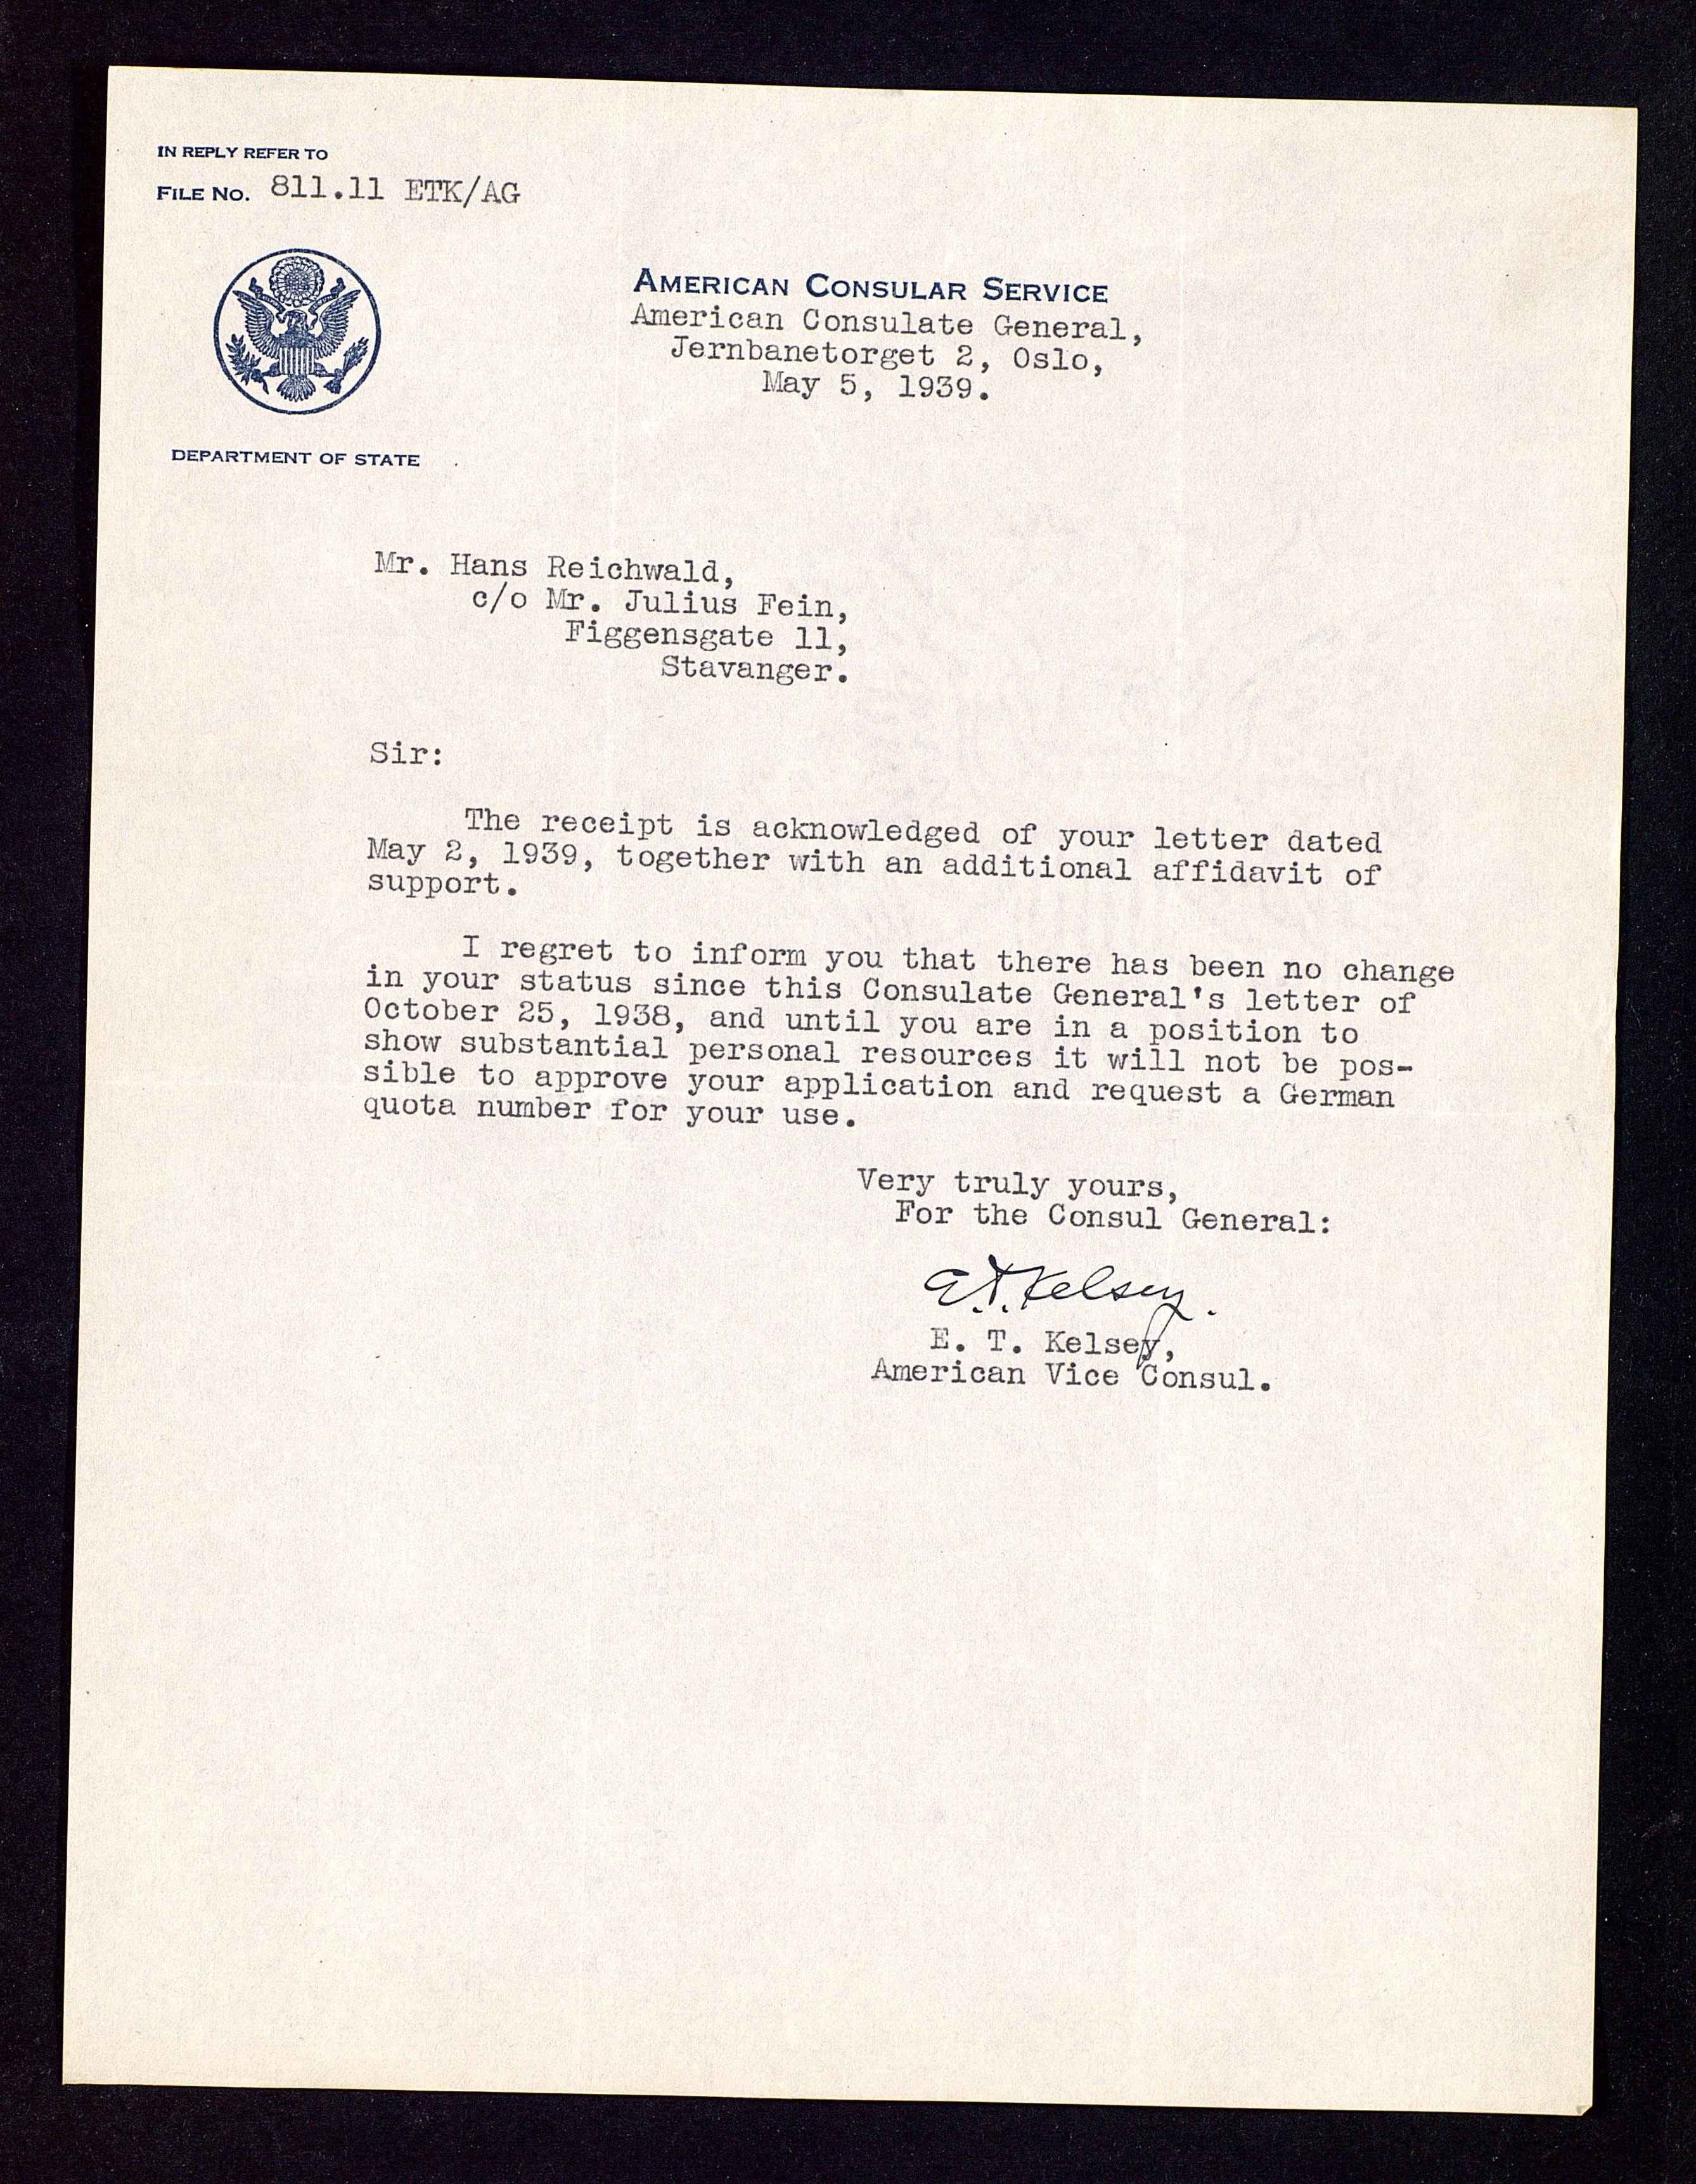 IN REPLY REFER TO
FILE NO. 811.11 ETK/AG
AMERICAN CONSULAR SERVICE
American Consulate General,
Jernbanetorget 2, Oslo,
May 5, 1939.
DEPARTMENT OF STATE
Mr. Hans Reichwald,
c/o Mr. Julius Fein,
Figgensgate 11,
Stavanger.
Sir:
The receipt is acknowledged of your letter dated
May 2, 1939, together with an additional affidavit of
support.
I regret to inform you that there has been no change
in your status since this Consulate General's letter of
October 25, 1938, and until you are in a position to
show substantial personal resources it will not be pos-
sible to approve your application and request a German
quota number for your use.
Very truly yours,
For the Consul General:
E.T. Kelsey.
E. T. Kelsey,
American Vice Consul.